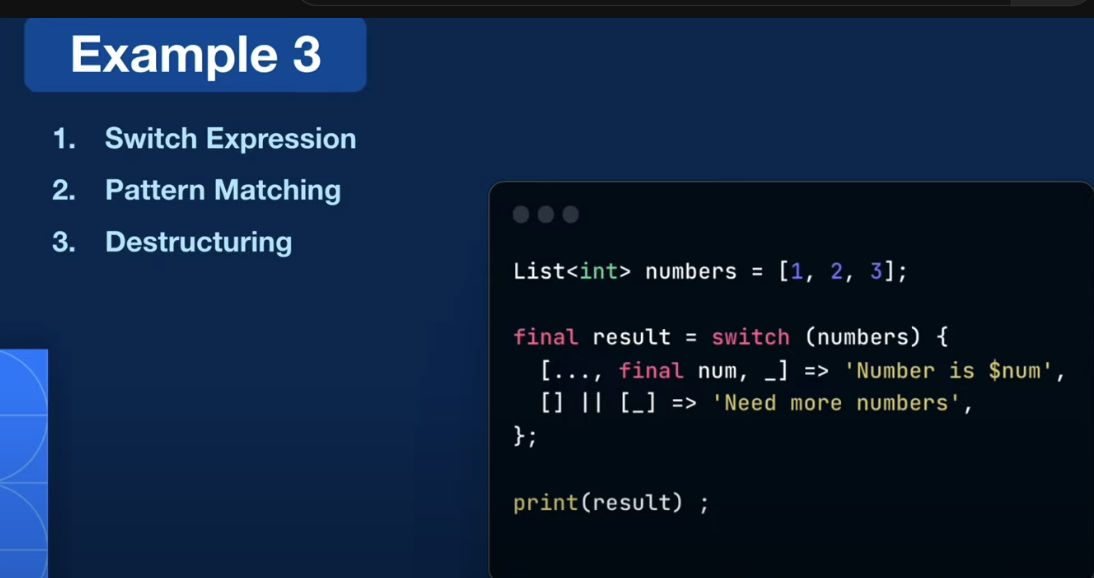 Example 3
1. Switch Expression
2. Pattern Matching
3. Destructuring
List<int> numbers = [1, 2, 3];
final result = switch (numbers) {
  [..., final num, _] => 'Number is $num',
  [] || [_] => 'Need more numbers',
};
print(result) ;